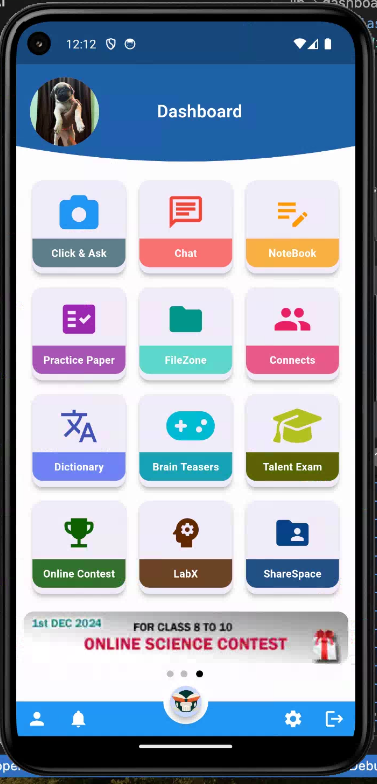 12:12
Dashboard
Click & Ask
Chat
NoteBook
Practice Paper
FileZone
Connects
Dictionary
Brain Teasers
Talent Exam
Online Contest
LabX
ShareSpace
1st DEC 2024
FOR CLASS 8 TO 10
ONLINE SCIENCE CONTEST